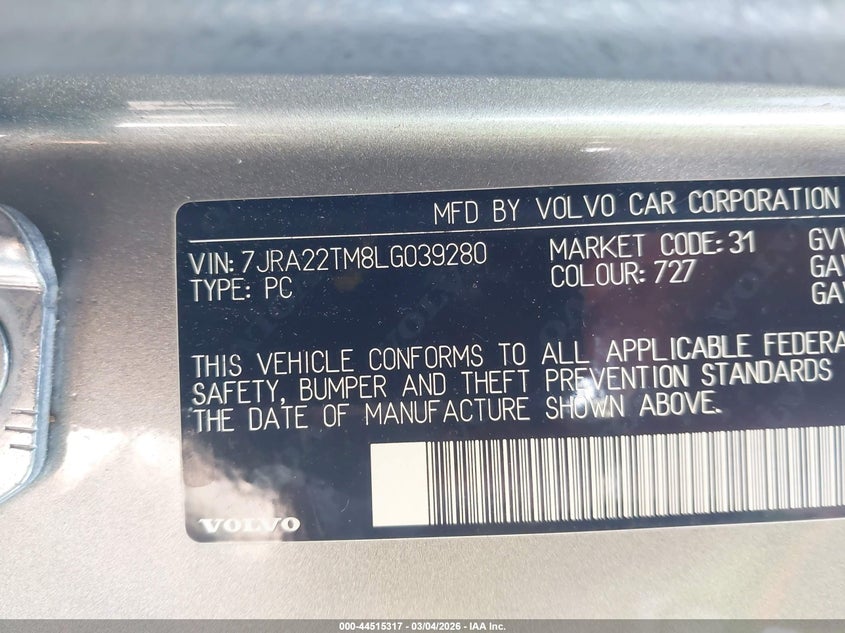 MFD BY VOLVO CAR CORPORATION
VIN: 7JRA22TM8LG039280 MARKET CODE: 31
TYPE: PC COLOUR: 727
GAV
THIS VEHICLE CONFORMS TO ALL APPLICABLE FEDERA
SAFETY, BUMPER AND THEFT PREVENTION STANDARDS
THE DATE OF MANUFACTURE SHOWN ABOVE.
VOLVO
000-44515317 - 03/04/2026 - IAA Inc.